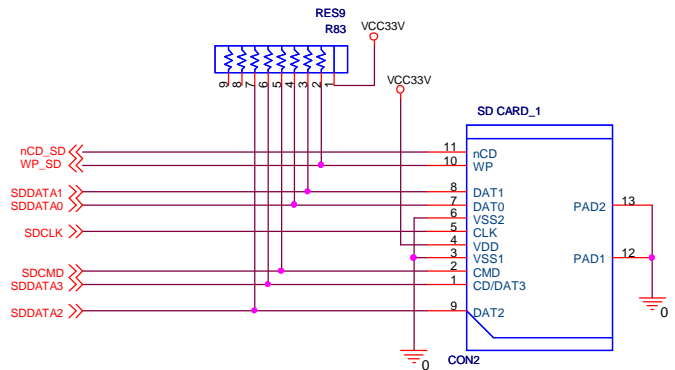 RES9
R83
VCC33V
9 8 7 6 5 4 3 2 1
VCC33V
SD CARD_1
nCD_SD 11 nCD
WP_SD 10 WP
SDDATA1 8 DAT1
SDDATA0 7 DAT0 PAD2 13
6 VSS2
SDCLK 5 CLK
4 VDD
3 VSS1 PAD1 12
SDCMD 2 CMD
SDDATA3 1 CD/DAT3
0
SDDATA2 9 DAT2
CON2
0